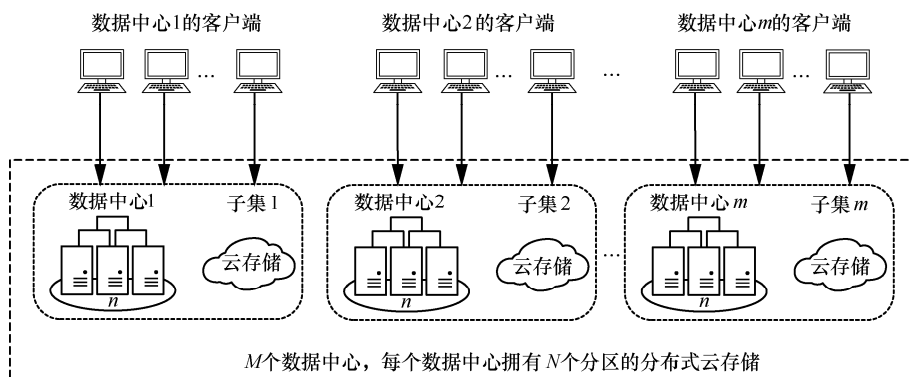 数据中心1的客户端 数据中心2的客户端 数据中心m的客户端
... ... ... ...
数据中心1 子集1 数据中心2 子集2 数据中心m 子集m
云存储 云存储 ... 云存储
n n n
M个数据中心，每个数据中心拥有N个分区的分布式云存储